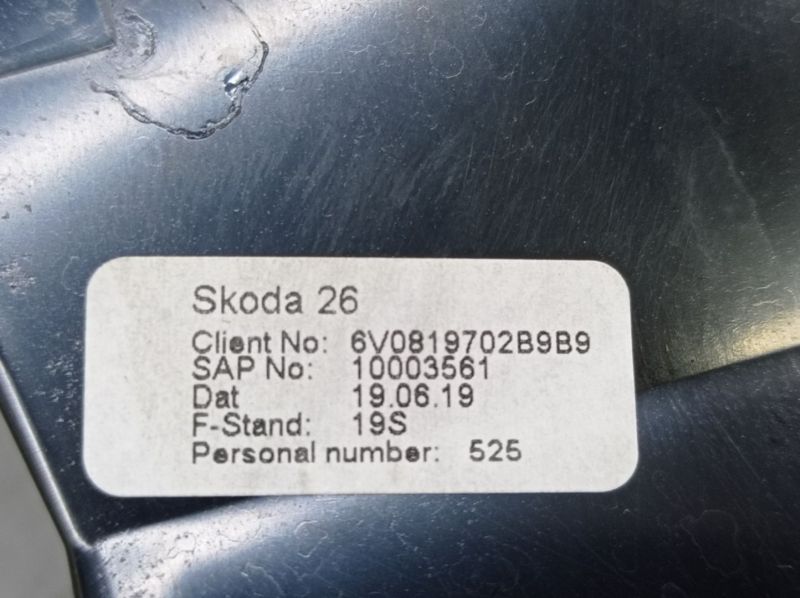 Skoda 26
Client No: 6V0819702B9B9
SAP No: 10003561
Dat 19.06.19
F-Stand: 19S
Personal number: 525